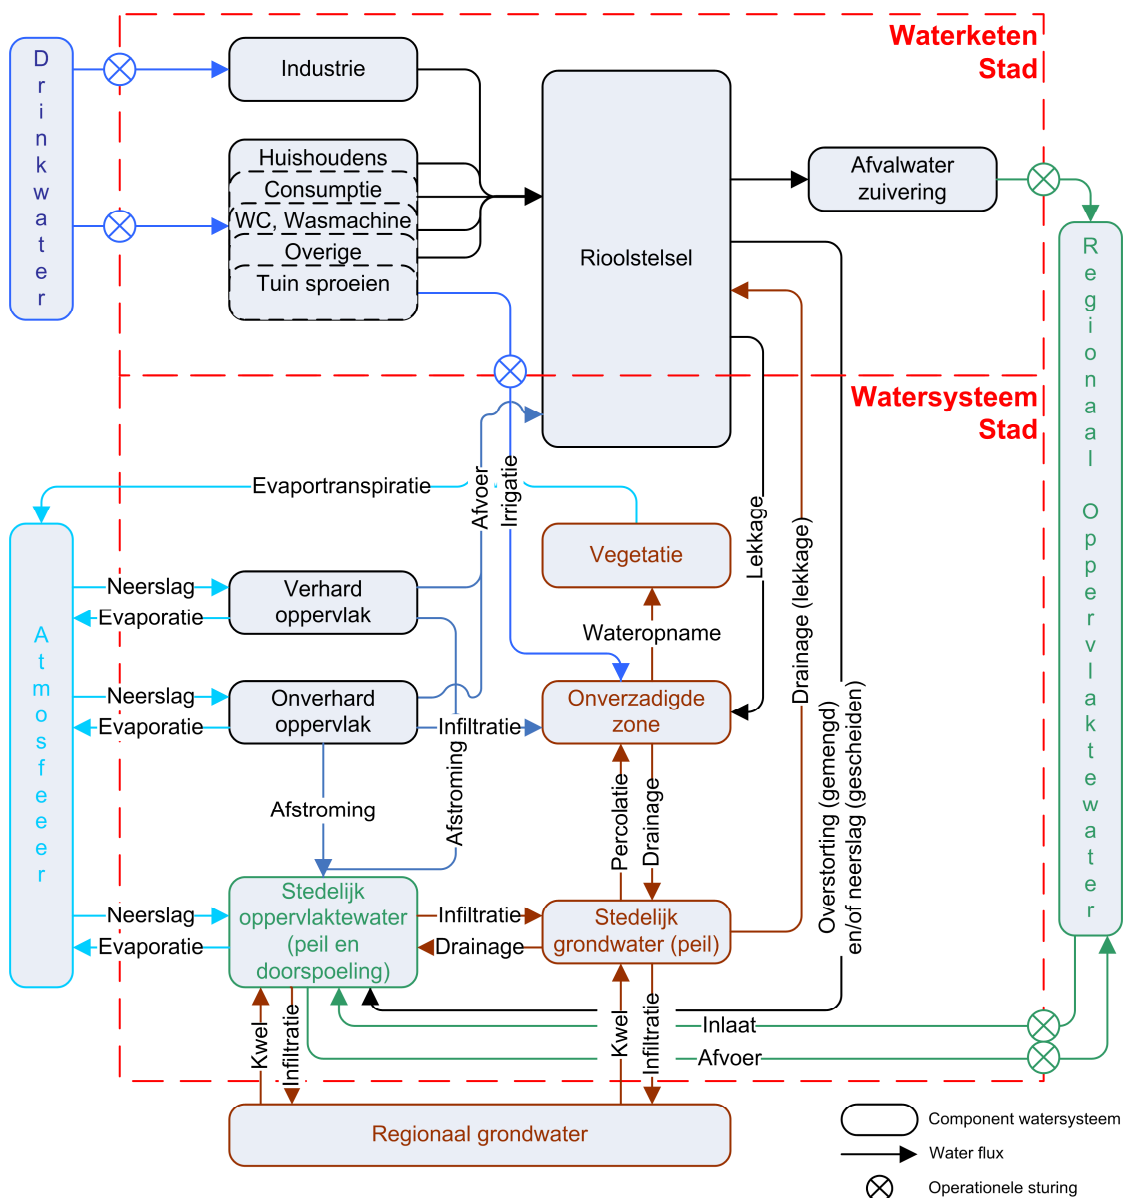 Waterketen
Stad
Drinkwater
Industrie
Huishoudens
Consumptie
WC, Wasmachine
Overige
Tuin sproeien
Rioolstelsel
Afvalwater
zuivering
Regionaal Oppervlaktewater
Watersysteem
Stad
Evaportranspiratie
Afvoer
Irrigatie
Vegetatie
Lekkage
Drainage (lekkage)
Overstorting (gemengd)
en/of neerslag (gescheiden)
Atmosfeeer
Neerslag
Evaporatie
Verhard
oppervlak
Wateropname
Neerslag
Evaporatie
Onverhard
oppervlak
Infiltratie
Onverzadigde
zone
Afstroming
Afstroming
Percolatie
Drainage
Neerslag
Evaporatie
Stedelijk
oppervlaktewater
(peil en
doorspoeling)
Infiltratie
Drainage
Stedelijk
grondwater (peil)
Kwel
Infiltratie
Kwel
Infiltratie
Inlaat
Afvoer
Regionaal grondwater
Component watersysteem
Water flux
Operationele sturing